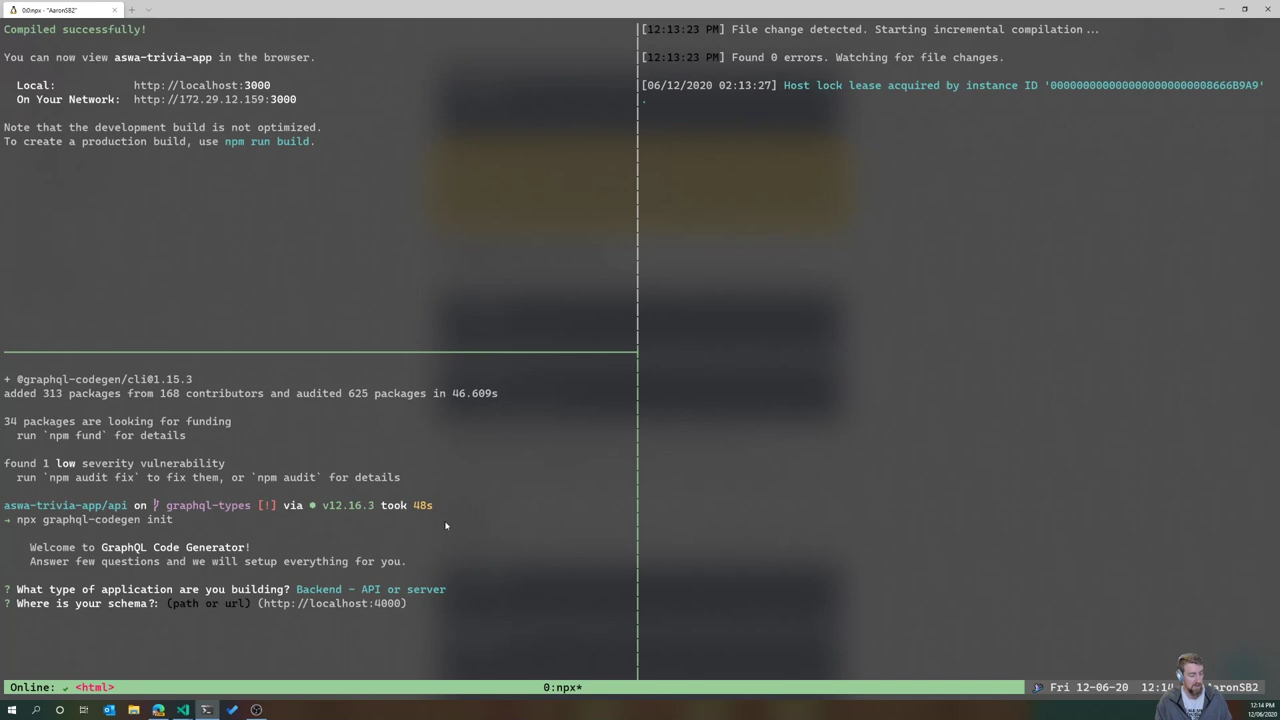 0:0:npx - "AaronSB2"
Compiled successfully!
You can now view aswa-trivia-app in the browser.
Local: http://localhost:3000
On Your Network: http://172.29.12.159:3000
Note that the development build is not optimized.
To create a production build, use npm run build.
[12:13:23 PM] File change detected. Starting incremental compilation...
[12:13:23 PM] Found 0 errors. Watching for file changes.
[06/12/2020 02:13:27] Host lock lease acquired by instance ID '0000000000000000000000008666B9A9'
.
+ @graphql-codegen/cli@1.15.3
added 313 packages from 168 contributors and audited 625 packages in 46.609s
34 packages are looking for funding
run `npm fund` for details
found 1 low severity vulnerability
run `npm audit fix` to fix them, or `npm audit` for details
aswa-trivia-app/api on graphql-types [!] via ● v12.16.3 took 48s
→ npx graphql-codegen init
Welcome to GraphQL Code Generator!
Answer few questions and we will setup everything for you.
? What type of application are you building? Backend - API or server
? Where is your schema?: (path or url) (http://localhost:4000)
Online: ✓ <html>
0:npx*
Fri 12-06-20 12:14
aronSB2
12:14 PM
12/06/2020